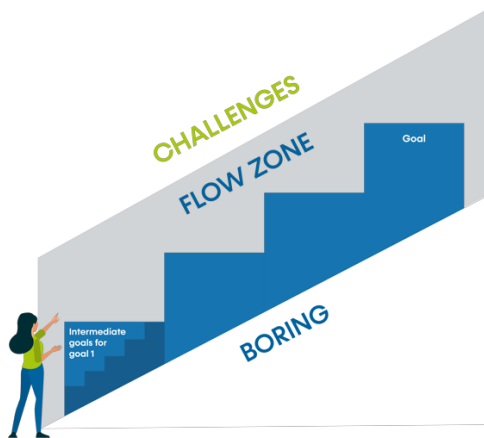 CHALLENGES
FLOW ZONE
Goal
Intermediate
goals for
goal 1
BORING